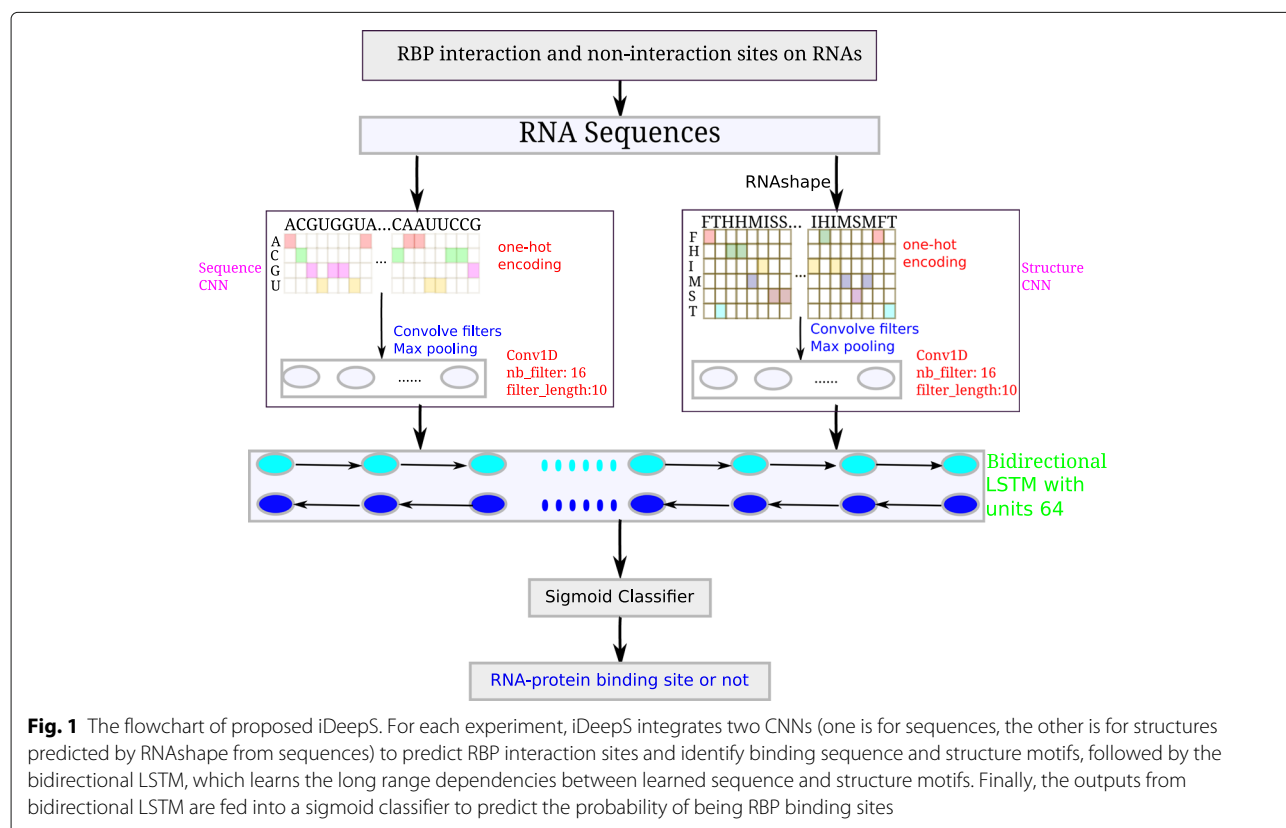 RBP interaction and non-interaction sites on RNAs
RNA Sequences
RNAshape
ACGUGGUA...CAAUUCCG
A
C
G
U
...
one-hot
encoding
Sequence
CNN
Convolve filters
Max pooling
......
Conv1D
nb_filter: 16
filter_length:10
FTHHMISS... IHIMSMFT
F
H
I
M
S
T
...
one-hot
encoding
Structure
CNN
Convolve filters
Max pooling
......
Conv1D
nb_filter: 16
filter_length:10
Bidirectional
LSTM with
units 64
Sigmoid Classifier
RNA-protein binding site or not
Fig. 1 The flowchart of proposed iDeepS. For each experiment, iDeepS integrates two CNNs (one is for sequences, the other is for structures
predicted by RNAshape from sequences) to predict RBP interaction sites and identify binding sequence and structure motifs, followed by the
bidirectional LSTM, which learns the long range dependencies between learned sequence and structure motifs. Finally, the outputs from
bidirectional LSTM are fed into a sigmoid classifier to predict the probability of being RBP binding sites